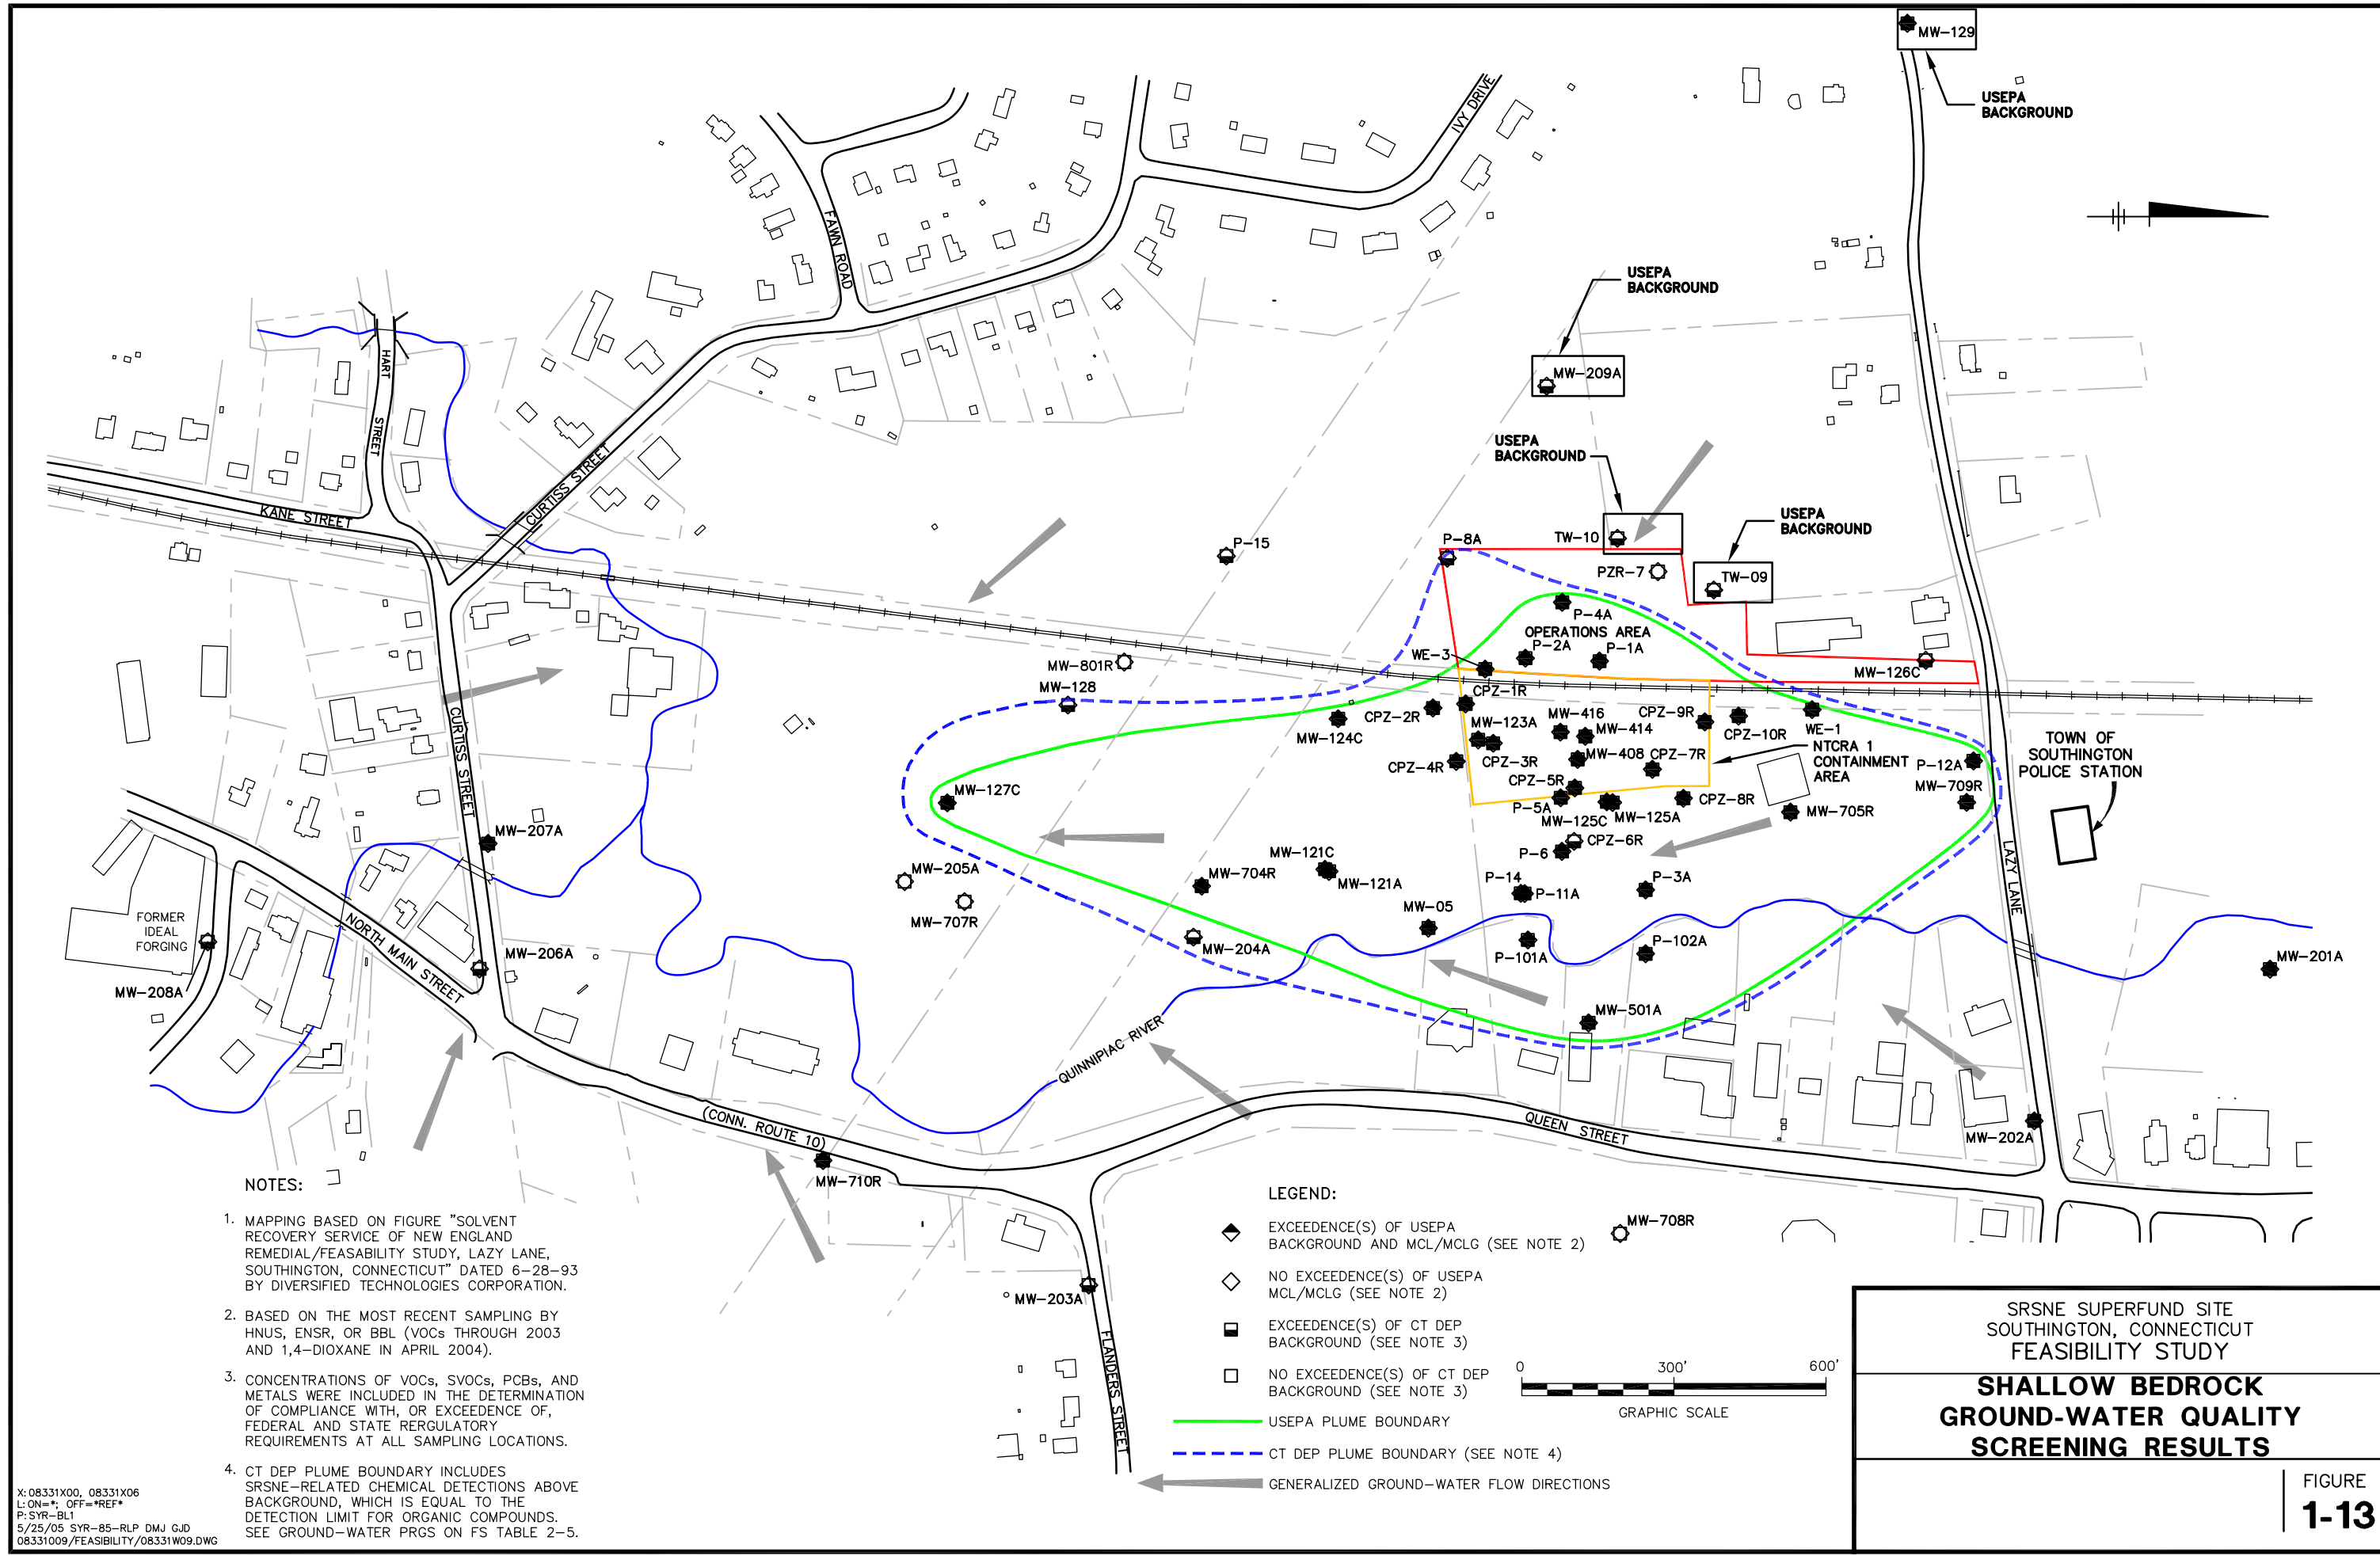 MW-129
USEPA
BACKGROUND
IVY DRIVE
FAWN ROAD
USEPA
BACKGROUND
MW-209A
HART
STREET
USEPA
BACKGROUND
CURTISS STREET
KANE STREET
USEPA
BACKGROUND
P-15
P-8A
TW-10
PZR-7
TW-09
P-4A
OPERATIONS AREA
P-2A
P-1A
WE-3
MW-801R
MW-126C
MW-128
CPZ-1R
CPZ-2R
MW-124C
MW-123A
MW-416
MW-414
CPZ-9R
CPZ-10R
WE-1
CPZ-4R
CPZ-3R
MW-408
CPZ-7R
NTCRA 1
CONTAINMENT
AREA
TOWN OF
SOUTHINGTON
POLICE STATION
P-12A
CPZ-5R
MW-709R
MW-127C
P-5A
CPZ-8R
MW-125C
MW-125A
MW-705R
CURTISS STREET
MW-207A
CPZ-6R
P-6
MW-121C
MW-121A
MW-205A
MW-704R
P-14
P-11A
P-3A
LAZY LANE
MW-707R
MW-05
FORMER
IDEAL
FORGING
NORTH MAIN STREET
MW-206A
MW-204A
P-101A
P-102A
MW-201A
MW-208A
MW-501A
QUINNIPIAC RIVER
(CONN. ROUTE 10)
QUEEN STREET
MW-202A
MW-710R
MW-708R
MW-203A
FLANDERS STREET
NOTES:
1. MAPPING BASED ON FIGURE "SOLVENT
RECOVERY SERVICE OF NEW ENGLAND
REMEDIAL/FEASABILITY STUDY, LAZY LANE,
SOUTHINGTON, CONNECTICUT" DATED 6-28-93
BY DIVERSIFIED TECHNOLOGIES CORPORATION.
2. BASED ON THE MOST RECENT SAMPLING BY
HNUS, ENSR, OR BBL (VOCs THROUGH 2003
AND 1,4-DIOXANE IN APRIL 2004).
3. CONCENTRATIONS OF VOCs, SVOCs, PCBs, AND
METALS WERE INCLUDED IN THE DETERMINATION
OF COMPLIANCE WITH, OR EXCEEDENCE OF,
FEDERAL AND STATE RERGULATORY
REQUIREMENTS AT ALL SAMPLING LOCATIONS.
4. CT DEP PLUME BOUNDARY INCLUDES
SRSNE-RELATED CHEMICAL DETECTIONS ABOVE
BACKGROUND, WHICH IS EQUAL TO THE
DETECTION LIMIT FOR ORGANIC COMPOUNDS.
SEE GROUND-WATER PRGS ON FS TABLE 2-5.
LEGEND:
EXCEEDENCE(S) OF USEPA
BACKGROUND AND MCL/MCLG (SEE NOTE 2)
NO EXCEEDENCE(S) OF USEPA
MCL/MCLG (SEE NOTE 2)
EXCEEDENCE(S) OF CT DEP
BACKGROUND (SEE NOTE 3)
NO EXCEEDENCE(S) OF CT DEP
BACKGROUND (SEE NOTE 3)
USEPA PLUME BOUNDARY
CT DEP PLUME BOUNDARY (SEE NOTE 4)
GENERALIZED GROUND-WATER FLOW DIRECTIONS
0 300' 600'
GRAPHIC SCALE
SRSNE SUPERFUND SITE
SOUTHINGTON, CONNECTICUT
FEASIBILITY STUDY
SHALLOW BEDROCK
GROUND-WATER QUALITY
SCREENING RESULTS
FIGURE
1-13
X: 08331X00, 08331X06
L: ON=*; OFF=*REF*
P: SYR-BL1
5/25/05 SYR-85-RLP DMJ GJD
08331009/FEASIBILITY/08331W09.DWG